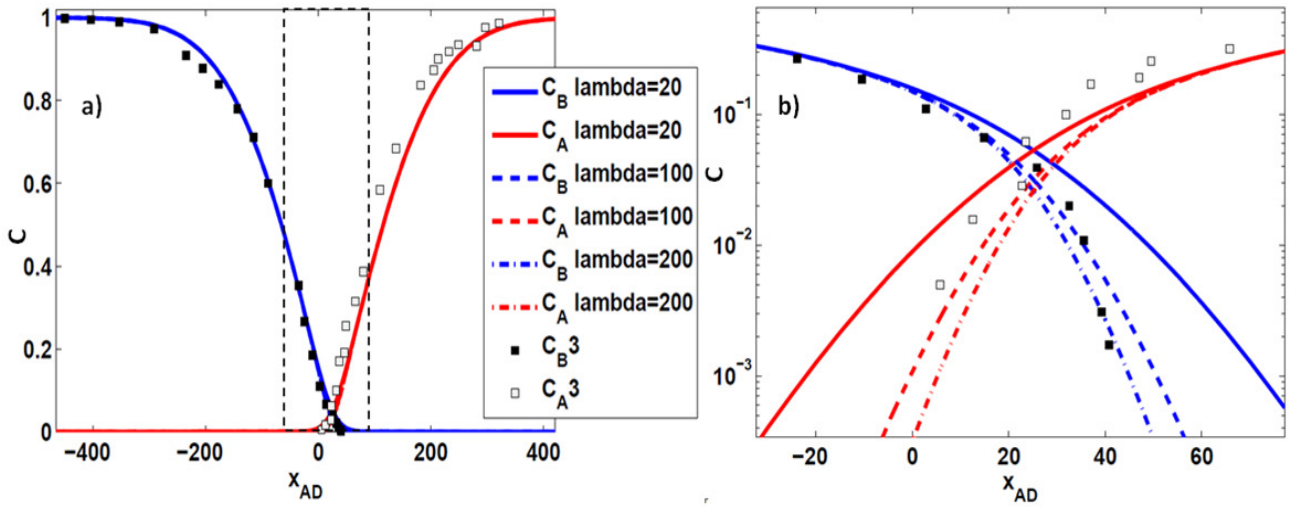 1
0.8
0.6
0.4
0.2
0
C
a)
−400
−200
0
200
400
x_AD
C_B lambda=20
C_A lambda=20
C_B lambda=100
C_A lambda=100
C_B lambda=200
C_A lambda=200
C_B3
C_A3
b)
10^−1
10^−2
10^−3
C
−20
0
20
40
60
x_AD